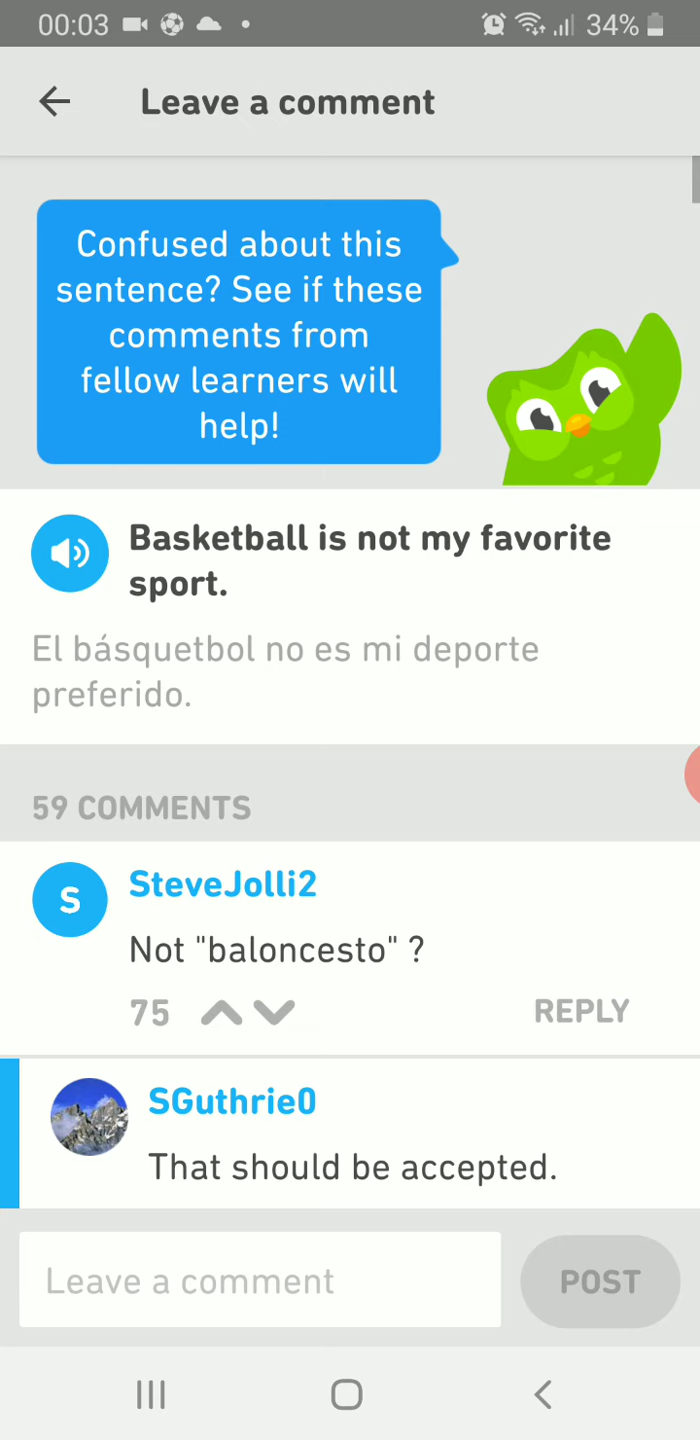 00:03 34%
Leave a comment
Confused about this
sentence? See if these
comments from
fellow learners will
help!
Basketball is not my favorite
sport.
El básquetbol no es mi deporte
preferido.
59 COMMENTS
S
SteveJolli2
Not "baloncesto" ?
75 REPLY
SGuthrie0
That should be accepted.
Leave a comment
POST